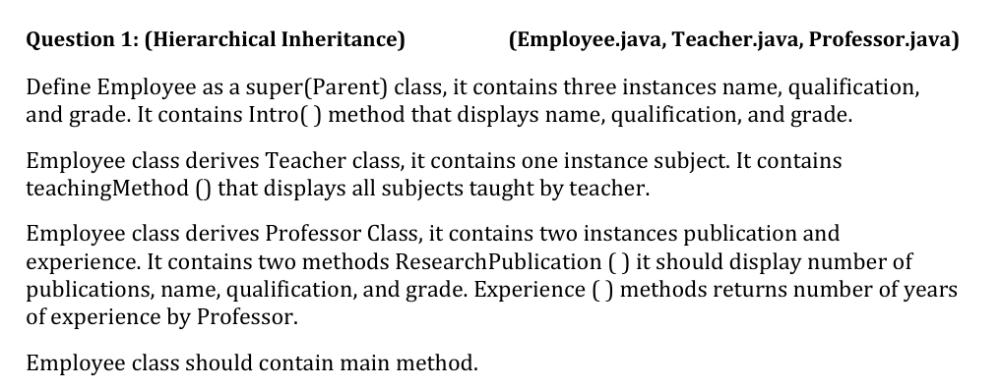 Question 1: (Hierarchical Inheritance) (Employee.java, Teacher.java, Professor.java)
Define Employee as a super(Parent) class, it contains three instances name, qualification,
and grade. It contains Intro( ) method that displays name, qualification, and grade.
Employee class derives Teacher class, it contains one instance subject. It contains
teachingMethod () that displays all subjects taught by teacher.
Employee class derives Professor Class, it contains two instances publication and
experience. It contains two methods ResearchPublication ( ) it should display number of
publications, name, qualification, and grade. Experience ( ) methods returns number of years
of experience by Professor.
Employee class should contain main method.